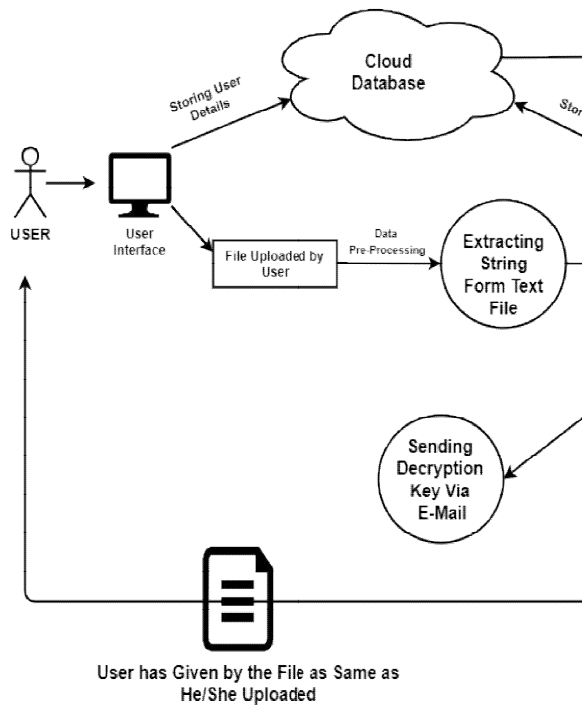 Cloud
Database
Storing User
Details
USER
User
Interface
File Uploaded by
User
Data
Pre-Processing
Extracting
String
Form Text
File
Sending
Decryption
Key Via
E-Mail
User has Given by the File as Same as
He/She Uploaded